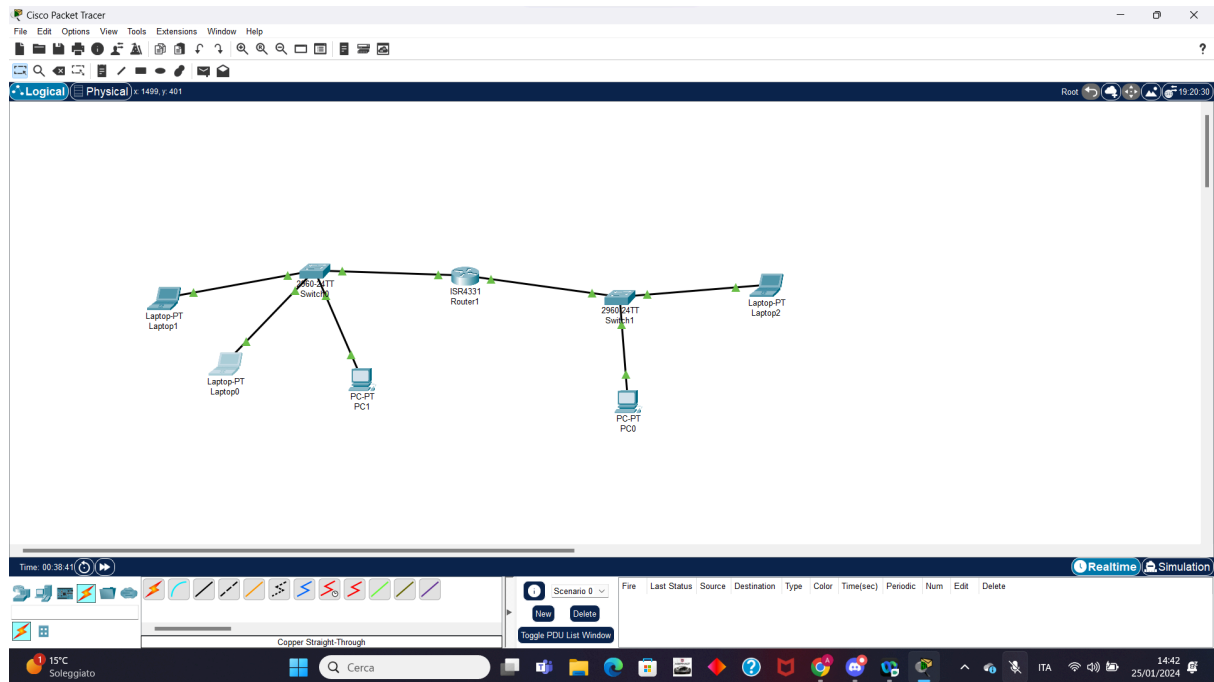 Cisco Packet Tracer
File Edit Options View Tools Extensions Window Help
?
Logical Physical x: 1499, y: 401 Root 19:20:30
2960-24TT
Switch0
ISR4331
Router1
2960-24TT
Switch1
Laptop-PT
Laptop1
Laptop-PT
Laptop2
Laptop-PT
Laptop0
PC-PT
PC1
PC-PT
PC0
Time: 00:38:41 Realtime Simulation
Scenario 0
Fire Last Status Source Destination Type Color Time(sec) Periodic Num Edit Delete
New Delete
Toggle PDU List Window
Copper Straight-Through
1
15°C
Soleggiato
Cerca
ITA
14:42
25/01/2024